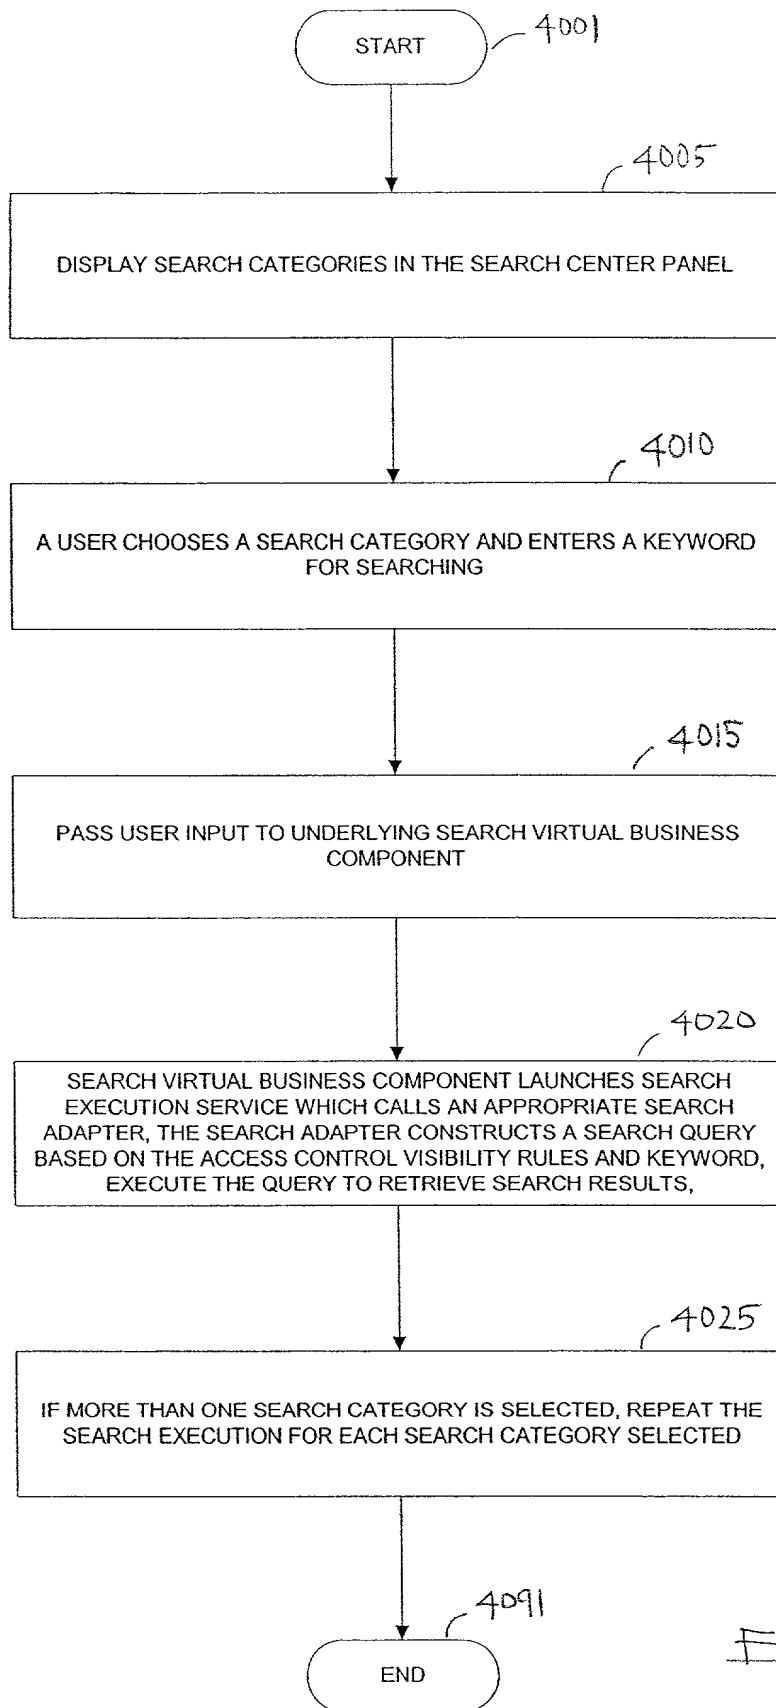 START
4001
4005
DISPLAY SEARCH CATEGORIES IN THE SEARCH CENTER PANEL
4010
A USER CHOOSES A SEARCH CATEGORY AND ENTERS A KEYWORD
FOR SEARCHING
4015
PASS USER INPUT TO UNDERLYING SEARCH VIRTUAL BUSINESS
COMPONENT
4020
SEARCH VIRTUAL BUSINESS COMPONENT LAUNCHES SEARCH
EXECUTION SERVICE WHICH CALLS AN APPROPRIATE SEARCH
ADAPTER, THE SEARCH ADAPTER CONSTRUCTS A SEARCH QUERY
BASED ON THE ACCESS CONTROL VISIBILITY RULES AND KEYWORD,
EXECUTE THE QUERY TO RETRIEVE SEARCH RESULTS,
4025
IF MORE THAN ONE SEARCH CATEGORY IS SELECTED, REPEAT THE
SEARCH EXECUTION FOR EACH SEARCH CATEGORY SELECTED
4091
END